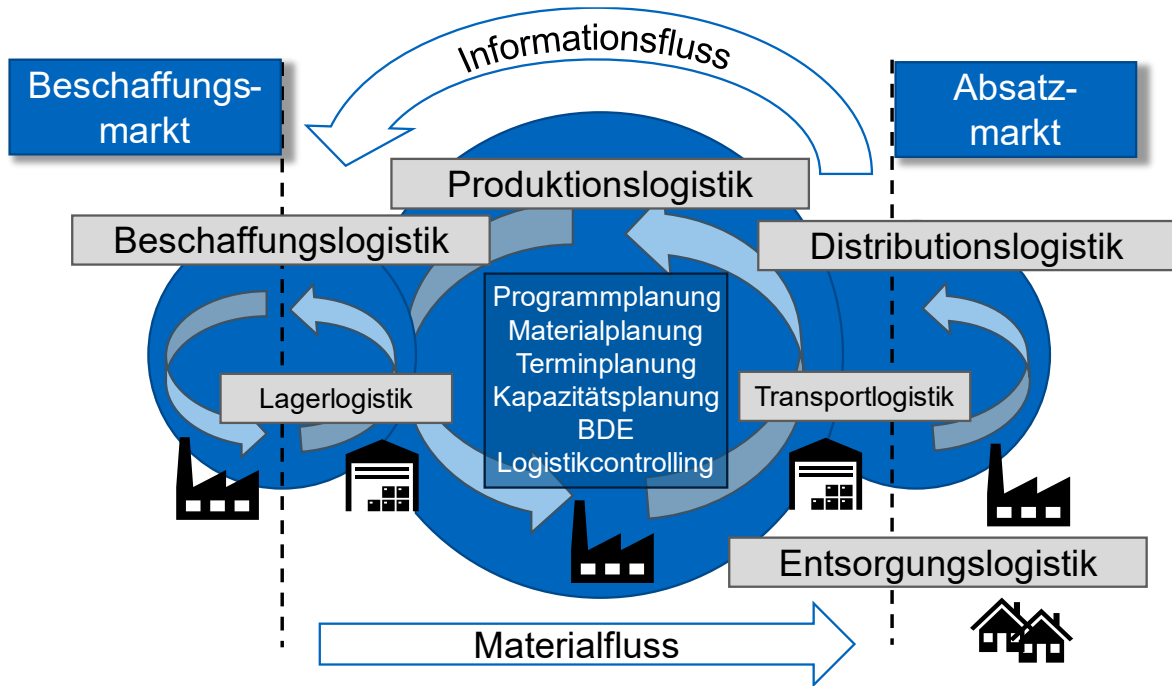 Informationsfluss
Beschaffungs-
markt
Absatz-
markt
Produktionslogistik
Beschaffungslogistik
Distributionslogistik
Programmplanung
Materialplanung
Terminplanung
Kapazitätsplanung
BDE
Logistikcontrolling
Lagerlogistik
Transportlogistik
Entsorgungslogistik
Materialfluss